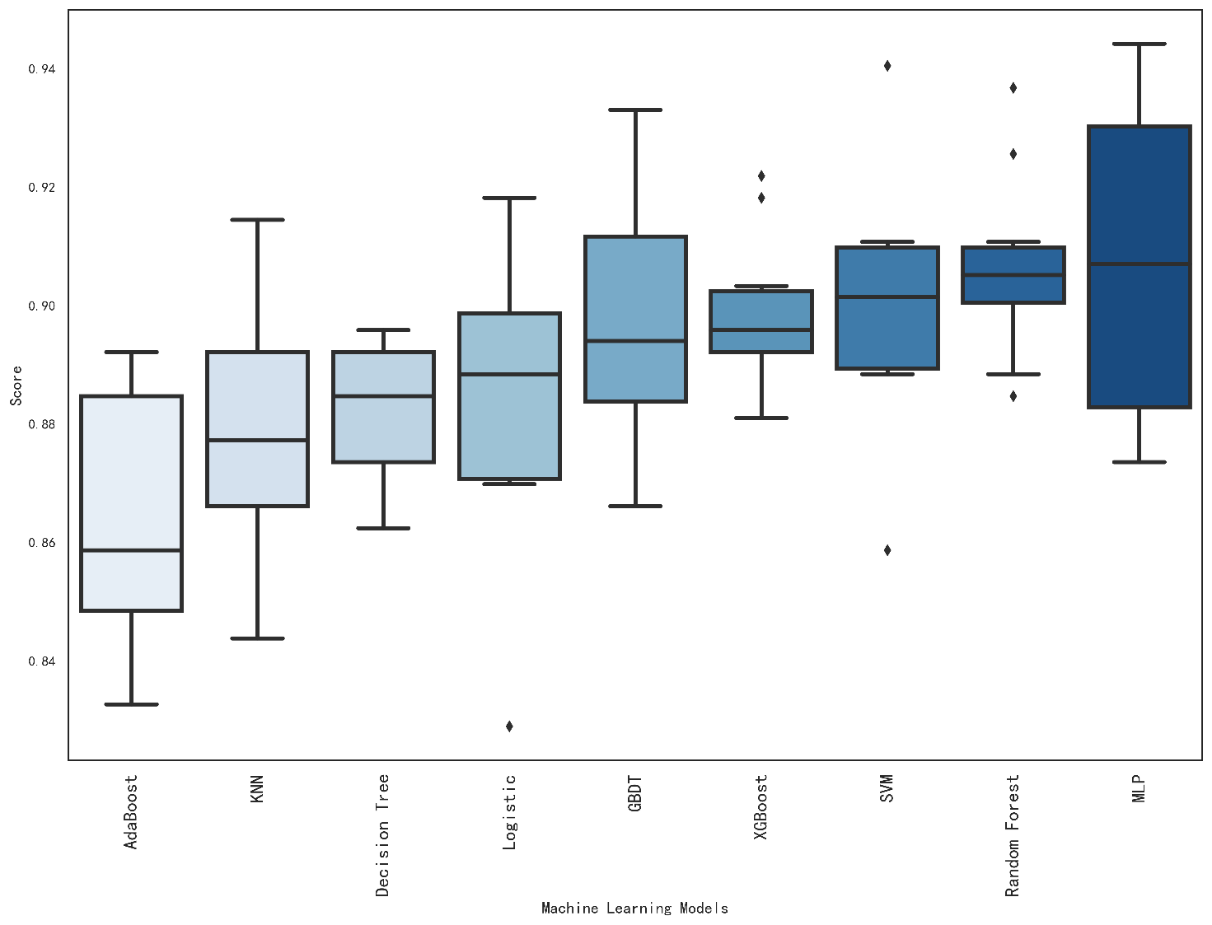 0.94
0.92
0.90
0.88
0.86
0.84
Score
AdaBoost
KNN
Decision Tree
Logistic
GBDT
XGBoost
SVM
Random Forest
MLP
Machine Learning Models